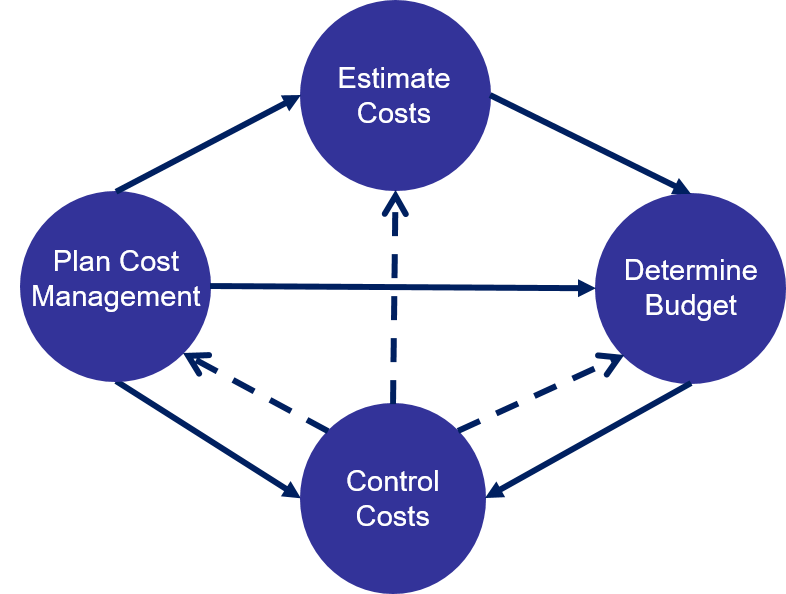 Estimate
Costs
Plan Cost
Management
Determine
Budget
Control
Costs